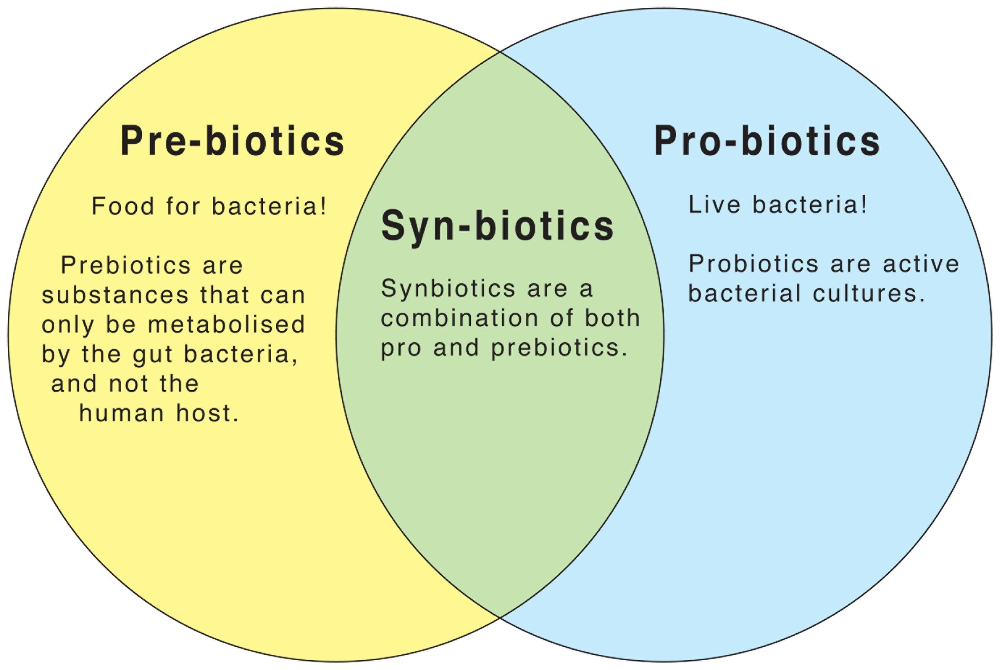 Pre-biotics
Food for bacteria!
Prebiotics are
substances that can
only be metabolised
by the gut bacteria,
and not the
human host.
Syn-biotics
Synbiotics are a
combination of both
pro and prebiotics.
Pro-biotics
Live bacteria!
Probiotics are active
bacterial cultures.